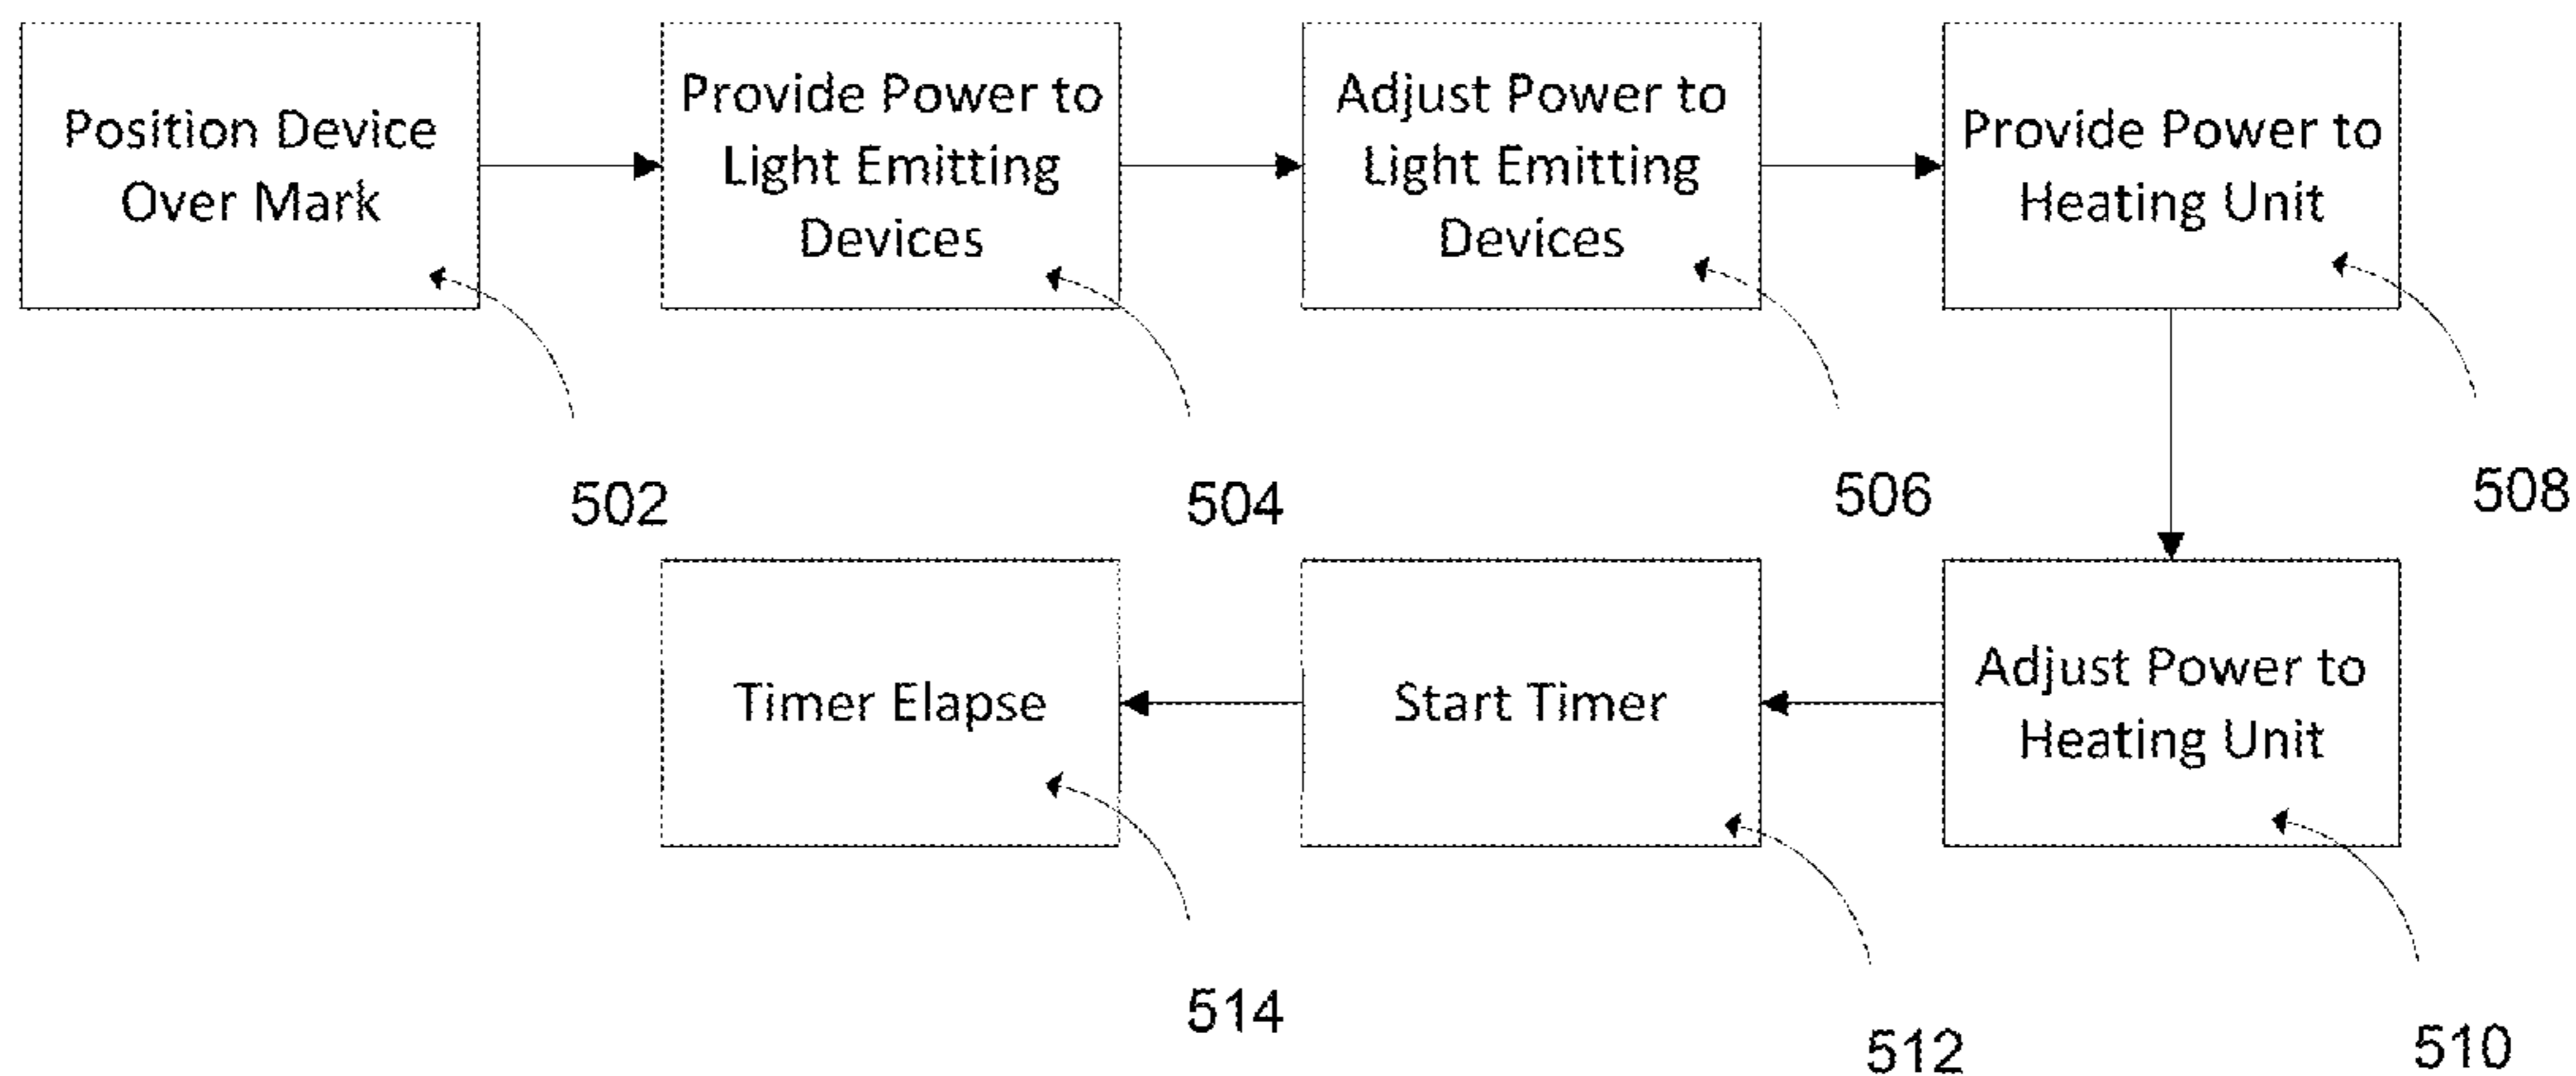 Position Device
Over Mark
Provide Power to
Light Emitting
Devices
Adjust Power to
Light Emitting
Devices
Provide Power to
Heating Unit
502
504
506
508
Timer Elapse
Start Timer
Adjust Power to
Heating Unit
514
512
510